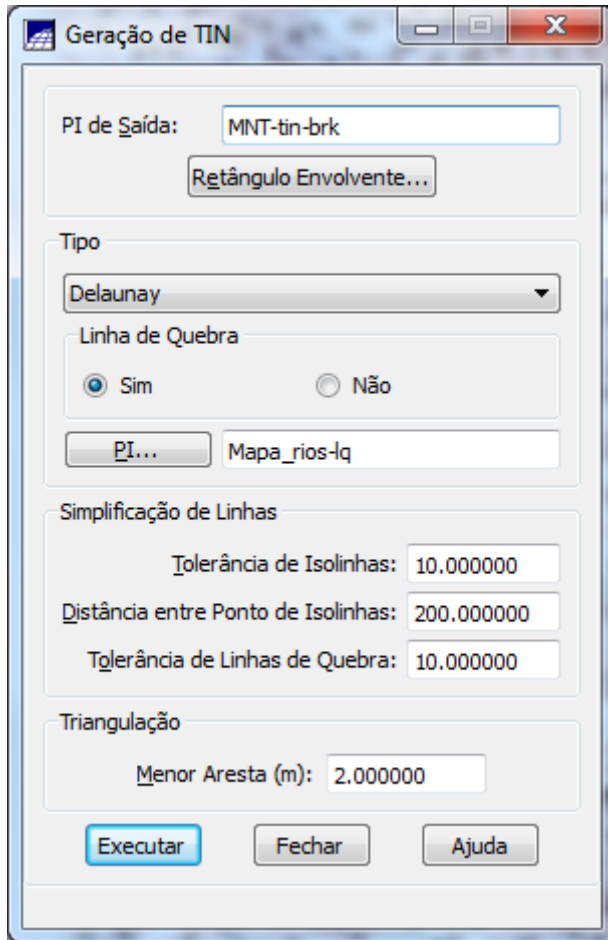 Geração de TIN
PI de Saída: MNT-tin-brk
Retângulo Envolvente...
Tipo
Delaunay
Linha de Quebra
Sim Não
PI... Mapa_rios-lq
Simplificação de Linhas
Tolerância de Isolinhas: 10.000000
Distância entre Ponto de Isolinhas: 200.000000
Tolerância de Linhas de Quebra: 10.000000
Triangulação
Menor Aresta (m): 2.000000
Executar Fechar Ajuda